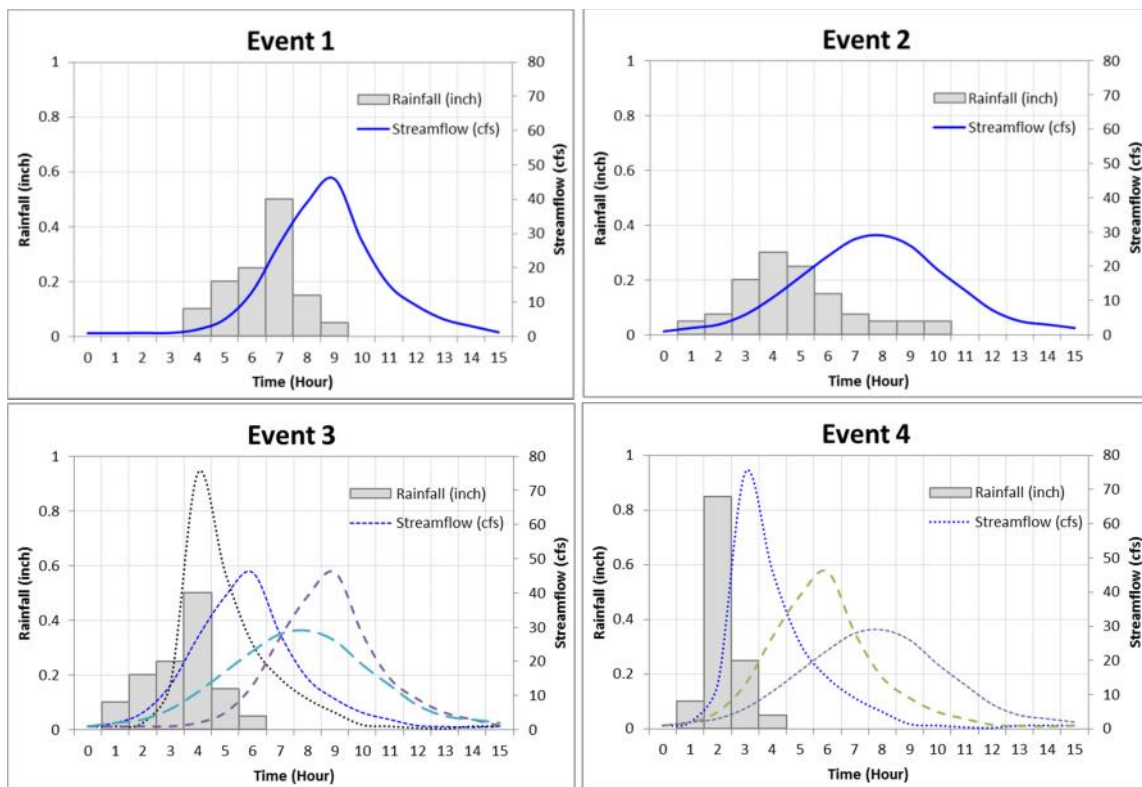 Event 1
Rainfall (inch)
Streamflow (cfs)
1
0.8
0.6
0.4
0.2
0
80
70
60
50
40
30
20
10
0
Rainfall (inch)
Streamflow (cfs)
0 1 2 3 4 5 6 7 8 9 10 11 12 13 14 15
Time (Hour)
Event 2
Rainfall (inch)
Streamflow (cfs)
1
0.8
0.6
0.4
0.2
0
80
70
60
50
40
30
20
10
0
Rainfall (inch)
Streamflow (cfs)
0 1 2 3 4 5 6 7 8 9 10 11 12 13 14 15
Time (Hour)
Event 3
Rainfall (inch)
Streamflow (cfs)
1
0.8
0.6
0.4
0.2
0
80
70
60
50
40
30
20
10
0
Rainfall (inch)
Streamflow (cfs)
0 1 2 3 4 5 6 7 8 9 10 11 12 13 14 15
Time (Hour)
Event 4
Rainfall (inch)
Streamflow (cfs)
1
0.8
0.6
0.4
0.2
0
80
70
60
50
40
30
20
10
0
Rainfall (inch)
Streamflow (cfs)
0 1 2 3 4 5 6 7 8 9 10 11 12 13 14 15
Time (Hour)